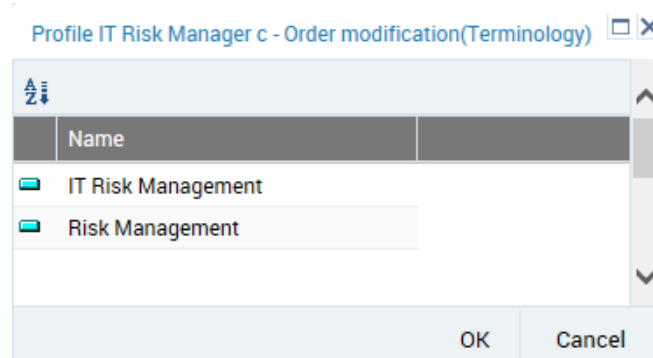 Profile IT Risk Manager c - Order modification(Terminology)
A
Z
Name
IT Risk Management
Risk Management
OK Cancel